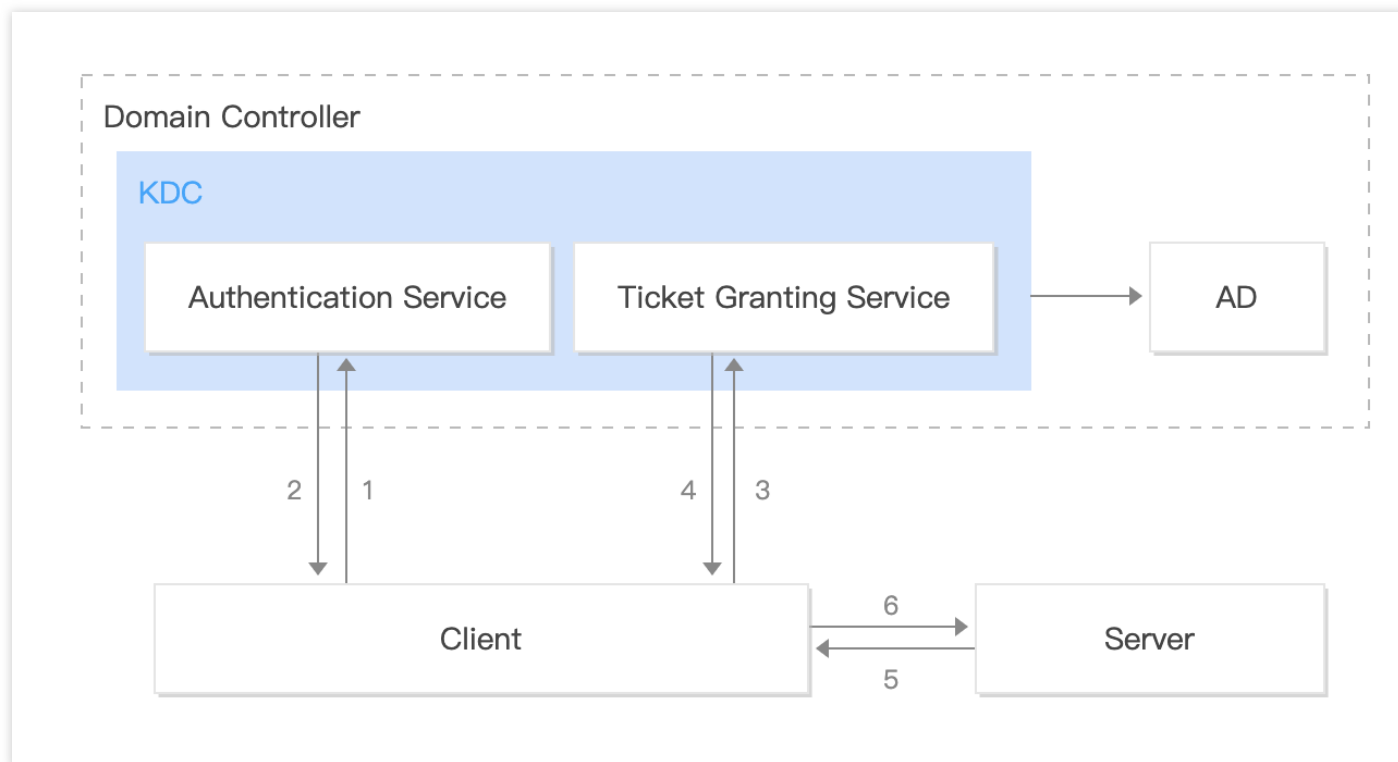 Domain Controller
KDC
Authentication Service
Ticket Granting Service
AD
2
1
4
3
6
Client
Server
5